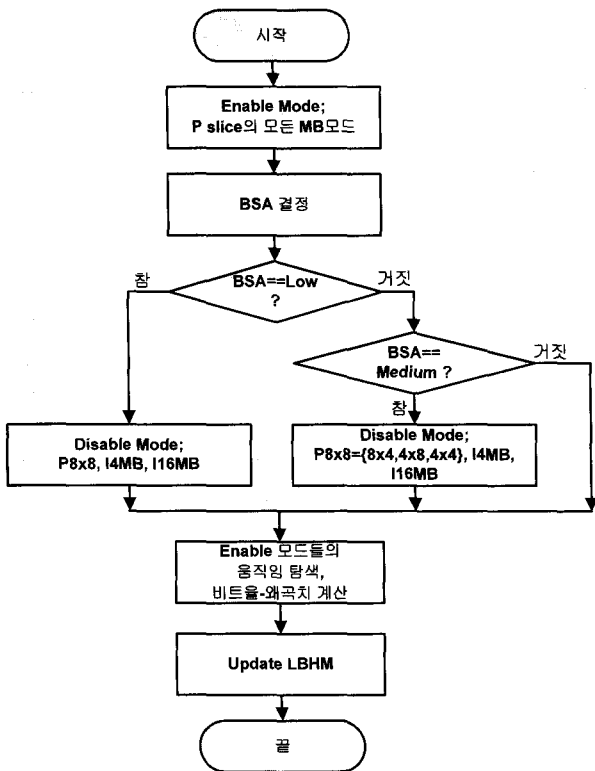 시작
Enable Mode;
P slice의 모든 MB모드
BSA 결정
참
BSA==Low
?
거짓
BSA==
Medium ?
거짓
참
Disable Mode;
P8x8, I4MB, I16MB
Disable Mode;
P8x8={8x4,4x8,4x4}, I4MB,
I16MB
Enable 모드들의
움직임 탐색,
비트율-왜곡치 계산
Update LBHM
끝